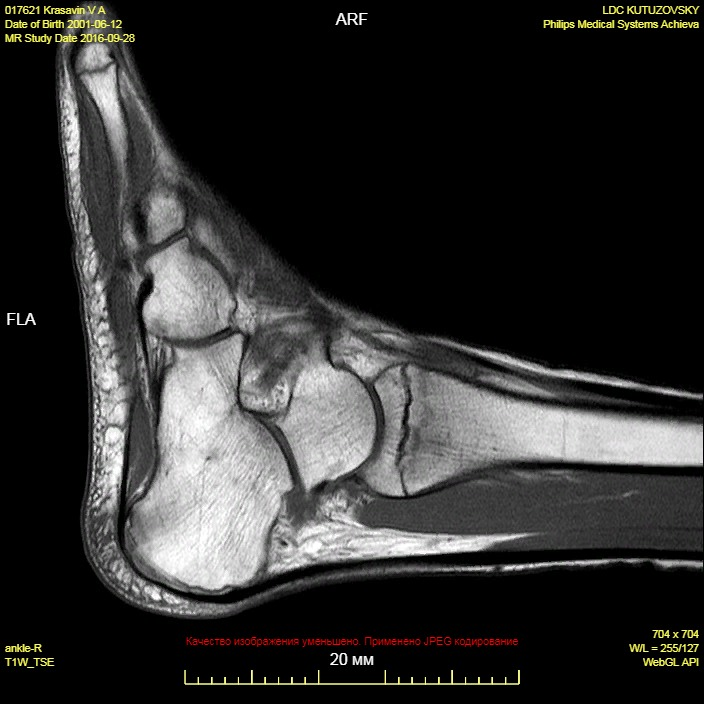 017621 Krasavin V A
Date of Birth 2001-06-12
MR Study Date 2016-09-28
ARF
LDC KUTUZOVSKY
Philips Medical Systems Achieva
FLA
Качество изображения уменьшено. Применено JPEG кодирование
20 мм
ankle-R
T1W_TSE
704 x 704
W/L = 255/127
WebGL API